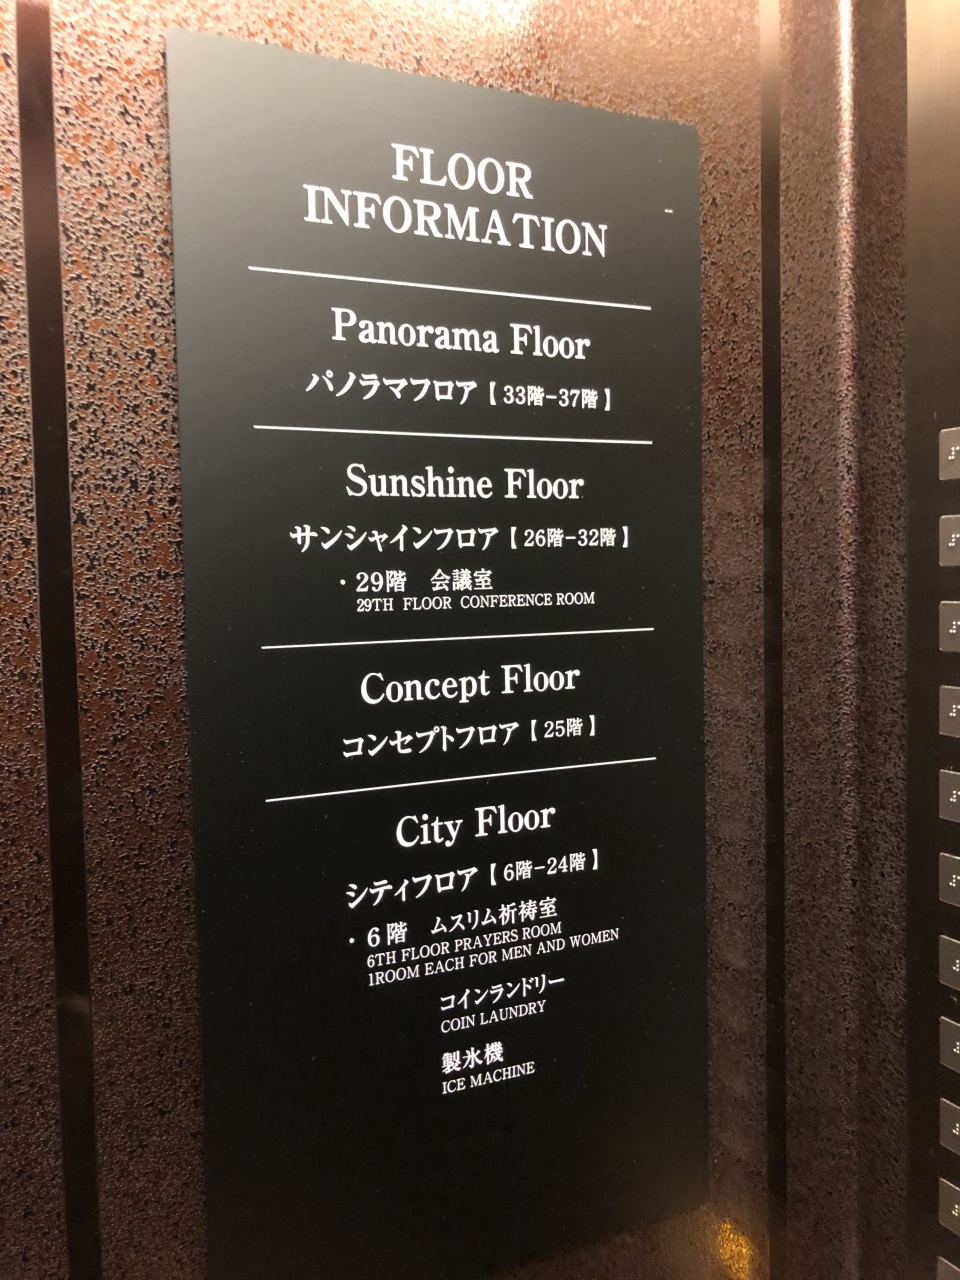 FLOOR
INFORMATION
Panorama Floor
パノラマフロア【33階−37階】
Sunshine Floor
サンシャインフロア【26階−32階】
・29階　会議室
29TH FLOOR CONFERENCE ROOM
Concept Floor
コンセプトフロア【25階】
City Floor
シティフロア【6階−24階】
・6階　ムスリム祈祷室
6TH FLOOR PRAYERS ROOM
1ROOM EACH FOR MEN AND WOMEN
コインランドリー
COIN LAUNDRY
製氷機
ICE MACHINE